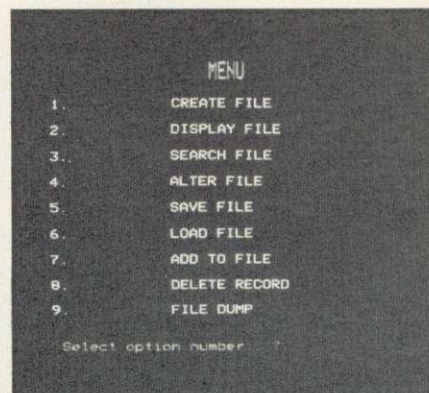 MENU
1. CREATE FILE
2. DISPLAY FILE
3.. SEARCH FILE
4. ALTER FILE
5. SAVE FILE
6. LOAD FILE
7. ADD TO FILE
8. DELETE RECORD
9. FILE DUMP
Select option number ?